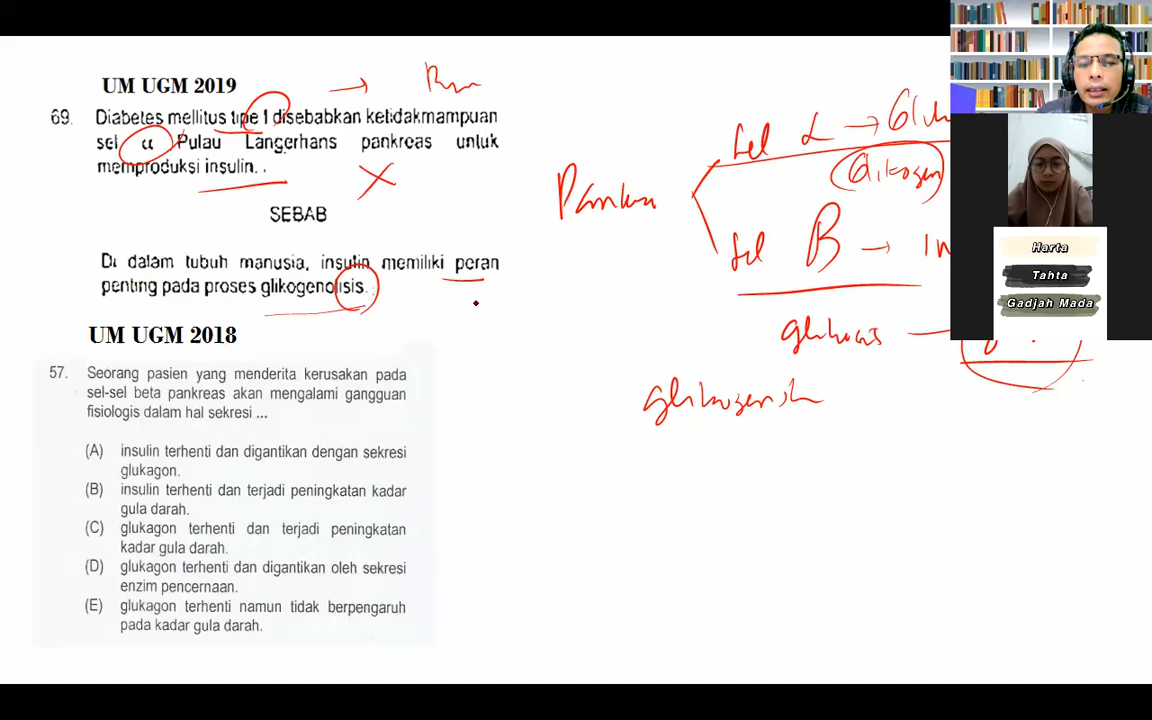 UM UGM 2019
69. Diabetes mellitus tipe 1 disebabkan ketidakmampuan
sel α Pulau Langerhans pankreas untuk
memproduksi insulin.
SEBAB
Di dalam tubuh manusia, insulin memiliki peran
penting pada proses glikogenolisis.
UM UGM 2018
57. Seorang pasien yang menderita kerusakan pada
sel-sel beta pankreas akan mengalami gangguan
fisiologis dalam hal sekresi ...
(A) insulin terhenti dan digantikan dengan sekresi
glukagon.
(B) insulin terhenti dan terjadi peningkatan kadar
gula darah.
(C) glukagon terhenti dan terjadi peningkatan
kadar gula darah.
(D) glukagon terhenti dan digantikan oleh sekresi
enzim pencernaan.
(E) glukagon terhenti namun tidak berpengaruh
pada kadar gula darah.
Sel α →
Sel B →
Harta
Tahta
Gadjah Mada